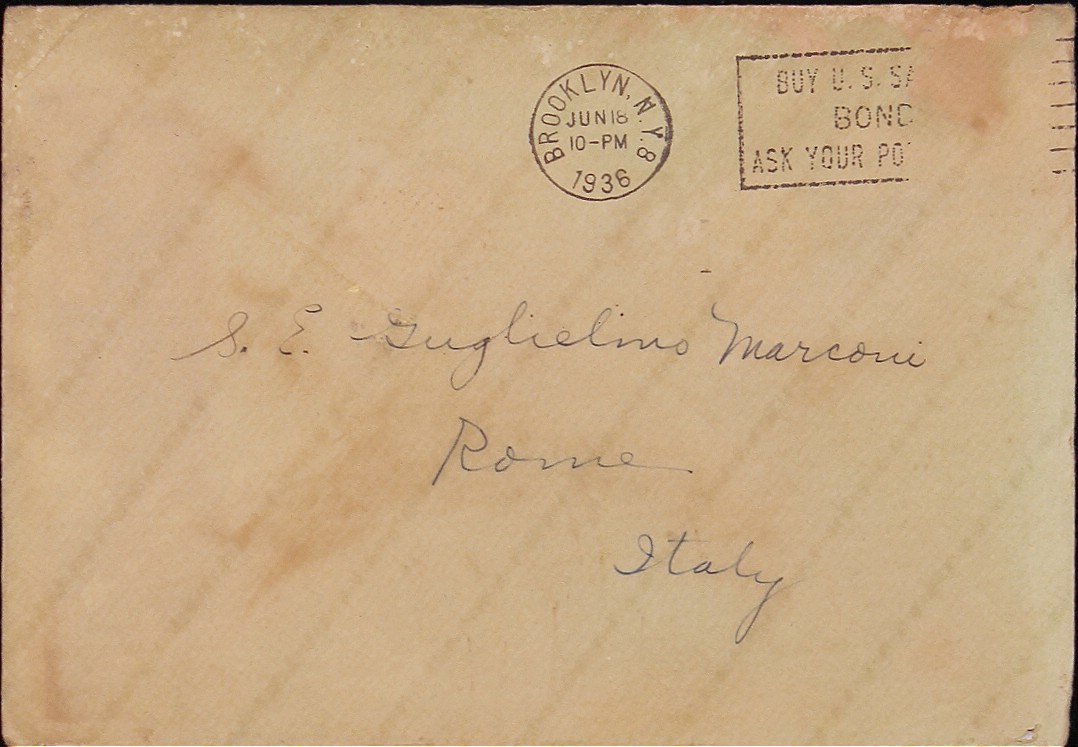 BROOKLYN, N.Y. 8
JUN 18
10-PM
1936
BUY U. S. SA
BOND
ASK YOUR PO
S. E. Guglielmo Marconi
Rome
Italy